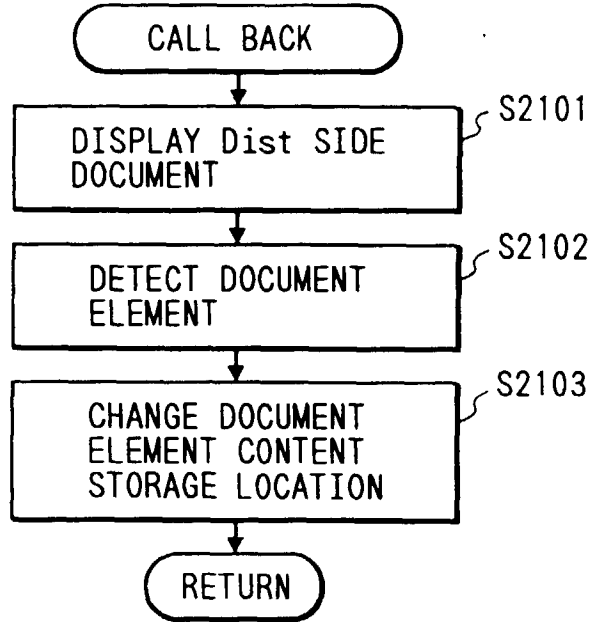 CALL BACK
S2101
DISPLAY Dist SIDE
DOCUMENT
S2102
DETECT DOCUMENT
ELEMENT
S2103
CHANGE DOCUMENT
ELEMENT CONTENT
STORAGE LOCATION
RETURN